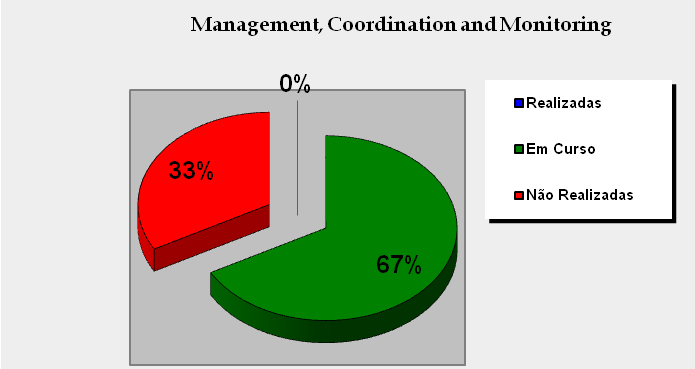 Management, Coordination and Monitoring
0%
33%
67%
Realizadas
Em Curso
Não Realizadas